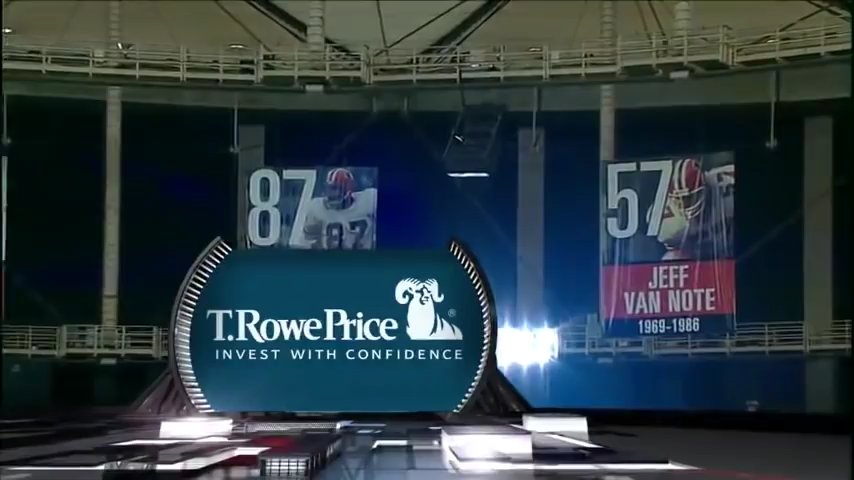 87
87
57
JEFF
VAN NOTE
1969-1986
T.RowePrice
®
INVEST WITH CONFIDENCE